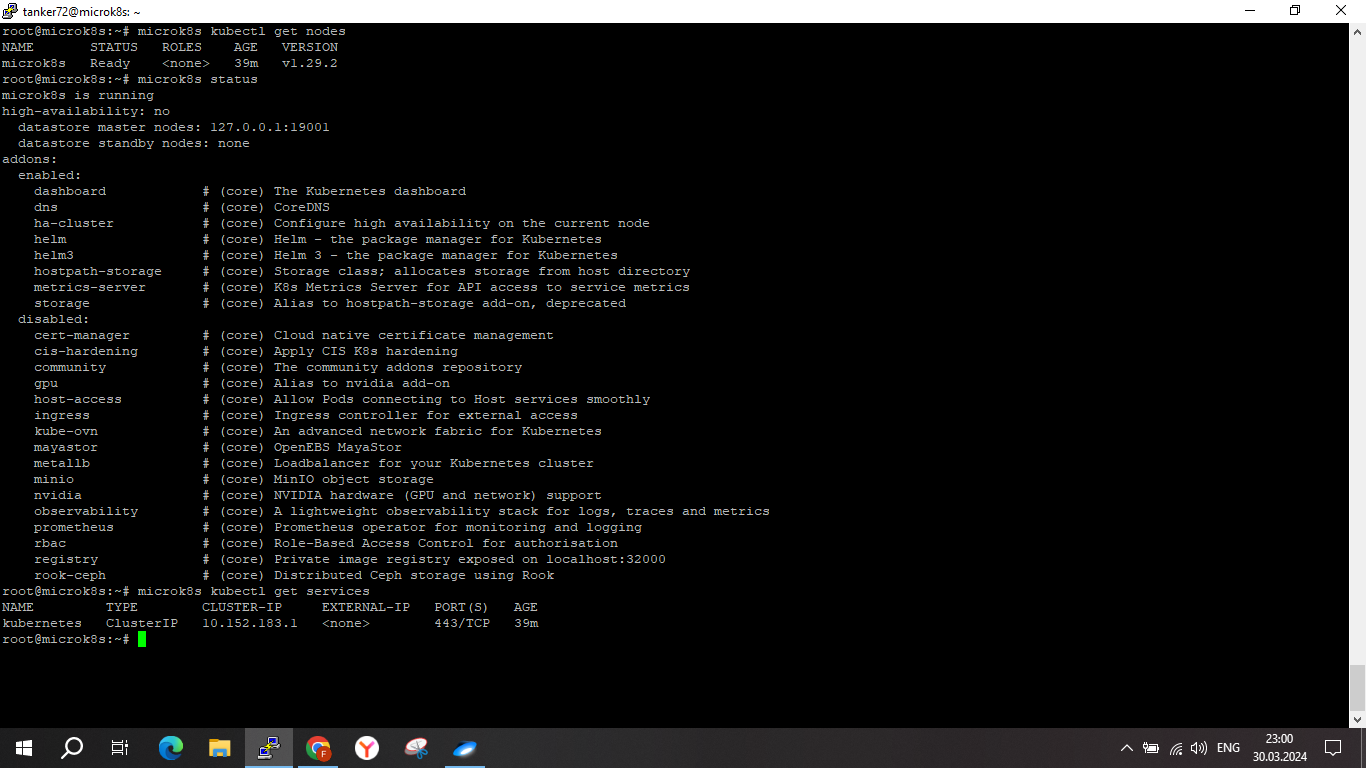 tanker72@microk8s: ~
root@microk8s:~# microk8s kubectl get nodes
NAME       STATUS   ROLES    AGE   VERSION
microk8s   Ready    <none>   39m   v1.29.2
root@microk8s:~# microk8s status
microk8s is running
high-availability: no
  datastore master nodes: 127.0.0.1:19001
  datastore standby nodes: none
addons:
  enabled:
    dashboard            # (core) The Kubernetes dashboard
    dns                  # (core) CoreDNS
    ha-cluster           # (core) Configure high availability on the current node
    helm                 # (core) Helm - the package manager for Kubernetes
    helm3                # (core) Helm 3 - the package manager for Kubernetes
    hostpath-storage     # (core) Storage class; allocates storage from host directory
    metrics-server       # (core) K8s Metrics Server for API access to service metrics
    storage              # (core) Alias to hostpath-storage add-on, deprecated
  disabled:
    cert-manager         # (core) Cloud native certificate management
    cis-hardening        # (core) Apply CIS K8s hardening
    community            # (core) The community addons repository
    gpu                  # (core) Alias to nvidia add-on
    host-access          # (core) Allow Pods connecting to Host services smoothly
    ingress              # (core) Ingress controller for external access
    kube-ovn             # (core) An advanced network fabric for Kubernetes
    mayastor             # (core) OpenEBS MayaStor
    metallb              # (core) Loadbalancer for your Kubernetes cluster
    minio                # (core) MinIO object storage
    nvidia               # (core) NVIDIA hardware (GPU and network) support
    observability        # (core) A lightweight observability stack for logs, traces and metrics
    prometheus           # (core) Prometheus operator for monitoring and logging
    rbac                 # (core) Role-Based Access Control for authorisation
    registry             # (core) Private image registry exposed on localhost:32000
    rook-ceph            # (core) Distributed Ceph storage using Rook
root@microk8s:~# microk8s kubectl get services
NAME         TYPE        CLUSTER-IP     EXTERNAL-IP   PORT(S)   AGE
kubernetes   ClusterIP   10.152.183.1   <none>        443/TCP   39m
root@microk8s:~#
F
ENG
23:00
30.03.2024